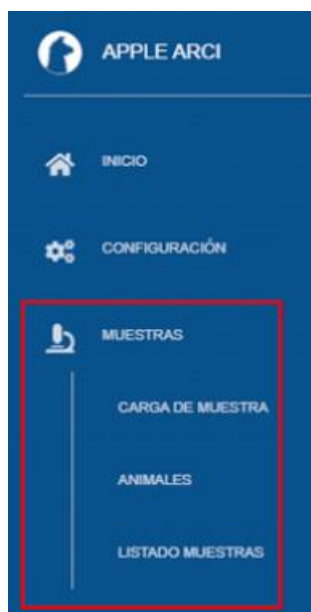 APPLE ARCI
INICIO
CONFIGURACIÓN
MUESTRAS
CARGA DE MUESTRA
ANIMALES
LISTADO MUESTRAS